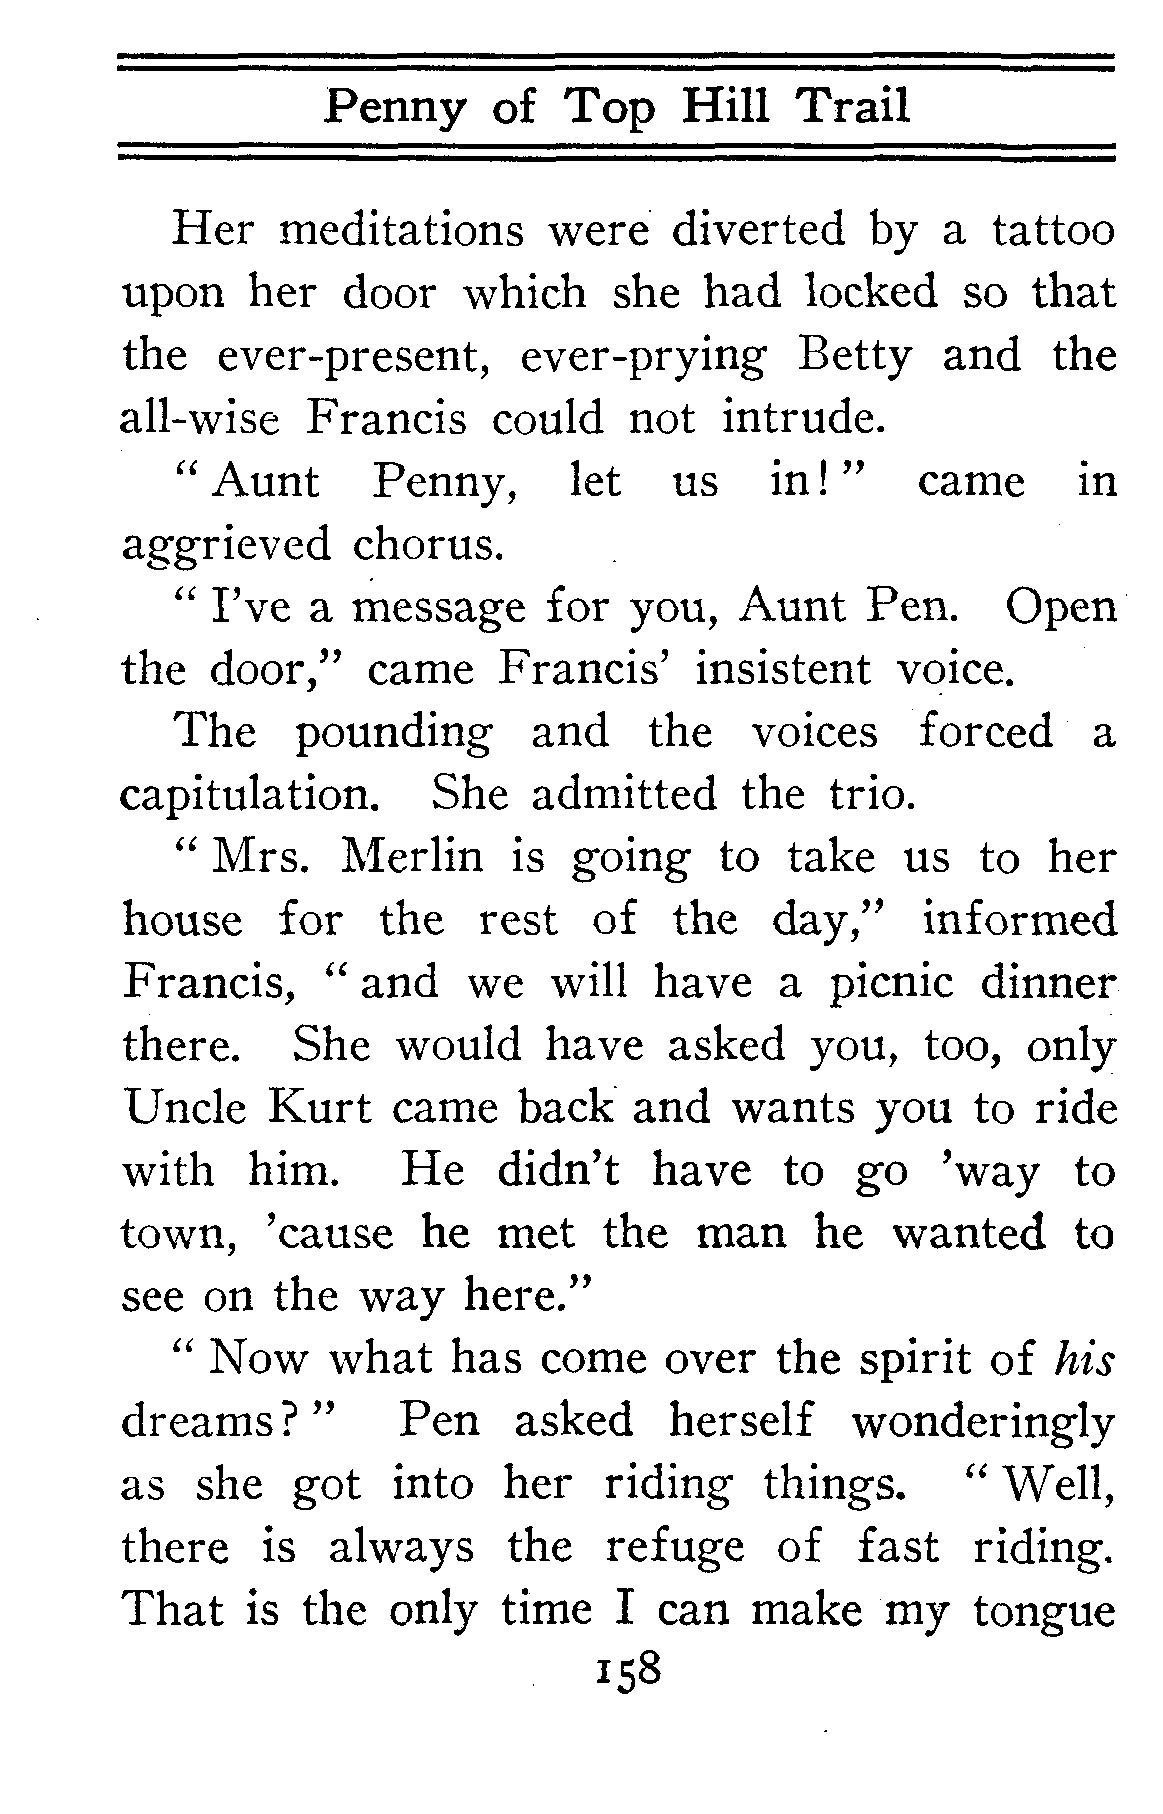 Penny of Top Hill Trail
Her meditations were diverted by a tattoo
upon her door which she had locked so that
the ever-present, ever-prying Betty and the
all-wise Francis could not intrude.
“ Aunt Penny, let us in! ” came in
aggrieved chorus.
“ I’ve a message for you, Aunt Pen. Open
the door,” came Francis’ insistent voice.
The pounding and the voices forced a
capitulation. She admitted the trio.
“ Mrs. Merlin is going to take us to her
house for the rest of the day,” informed
Francis, “ and we will have a picnic dinner
there. She would have asked you, too, only
Uncle Kurt came back and wants you to ride
with him. He didn’t have to go ’way to
town, ’cause he met the man he wanted to
see on the way here.”
“ Now what has come over the spirit of his
dreams? ” Pen asked herself wonderingly
as she got into her riding things. “ Well,
there is always the refuge of fast riding.
That is the only time I can make my tongue
158